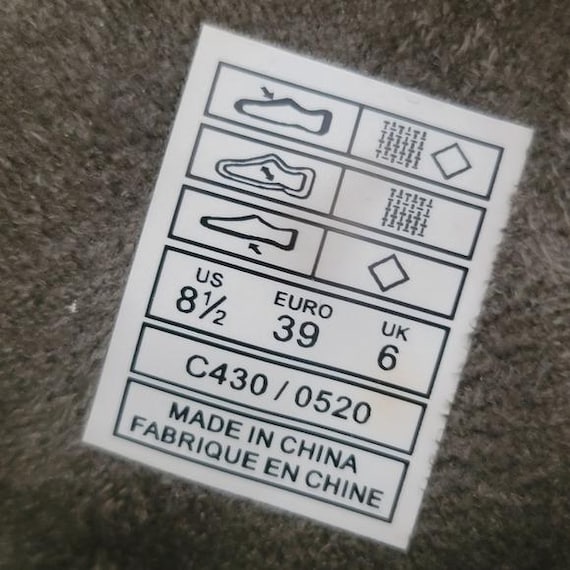 US EURO UK
8½ 39 6
C430 / 0520
MADE IN CHINA
FABRIQUE EN CHINE